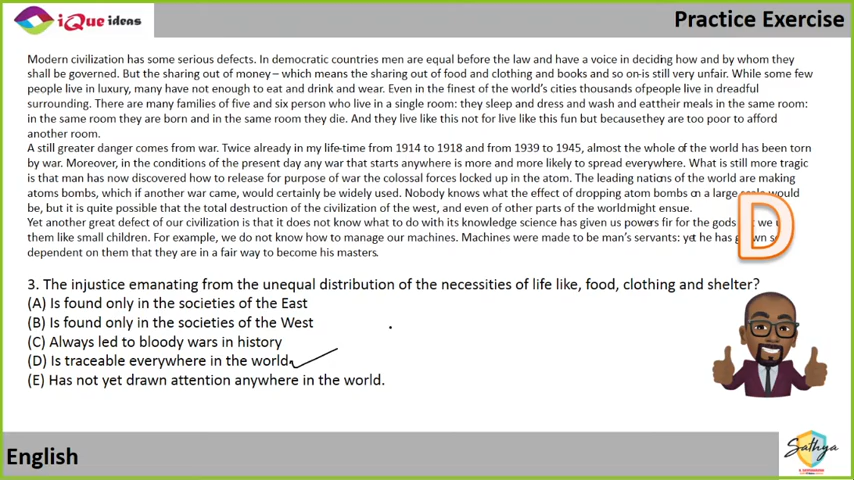 iQue ideas
Practice Exercise
Modern civilization has some serious defects. In democratic countries men are equal before the law and have a voice in deciding how and by whom they
shall be governed. But the sharing out of money – which means the sharing out of food and clothing and books and so on-is still very unfair. While some few
people live in luxury, many have not enough to eat and drink and wear. Even in the finest of the world's cities thousands of people live in dreadful
surrounding. There are many families of five and six person who live in a single room: they sleep and dress and wash and eattheir meals in the same room:
in the same room they are born and in the same room they die. And they live like this not for live like this fun but becausethey are too poor to afford
another room.
A still greater danger comes from war. Twice already in my life-time from 1914 to 1918 and from 1939 to 1945, almost the whole of the world has been torn
by war. Moreover, in the conditions of the present day any war that starts anywhere is more and more likely to spread everywhere. What is still more tragic
is that man has now discovered how to release for purpose of war the colossal forces locked up in the atom. The leading nations of the world are making
atoms bombs, which if another war came, would certainly be widely used. Nobody knows what the effect of dropping atom bombs on a large scale would
be, but it is quite possible that the total destruction of the civilization of the west, and even of other parts of the worldmight ensue.
Yet another great defect of our civilization is that it does not know what to do with its knowledge science has given us powers fir for the gods we
them like small children. For example, we do not know how to manage our machines. Machines were made to be man's servants: yet he has
dependent on them that they are in a fair way to become his masters.
D
3. The injustice emanating from the unequal distribution of the necessities of life like, food, clothing and shelter?
(A) Is found only in the societies of the East
(B) Is found only in the societies of the West
(C) Always led to bloody wars in history
(D) Is traceable everywhere in the world
(E) Has not yet drawn attention anywhere in the world.
English
Sathya